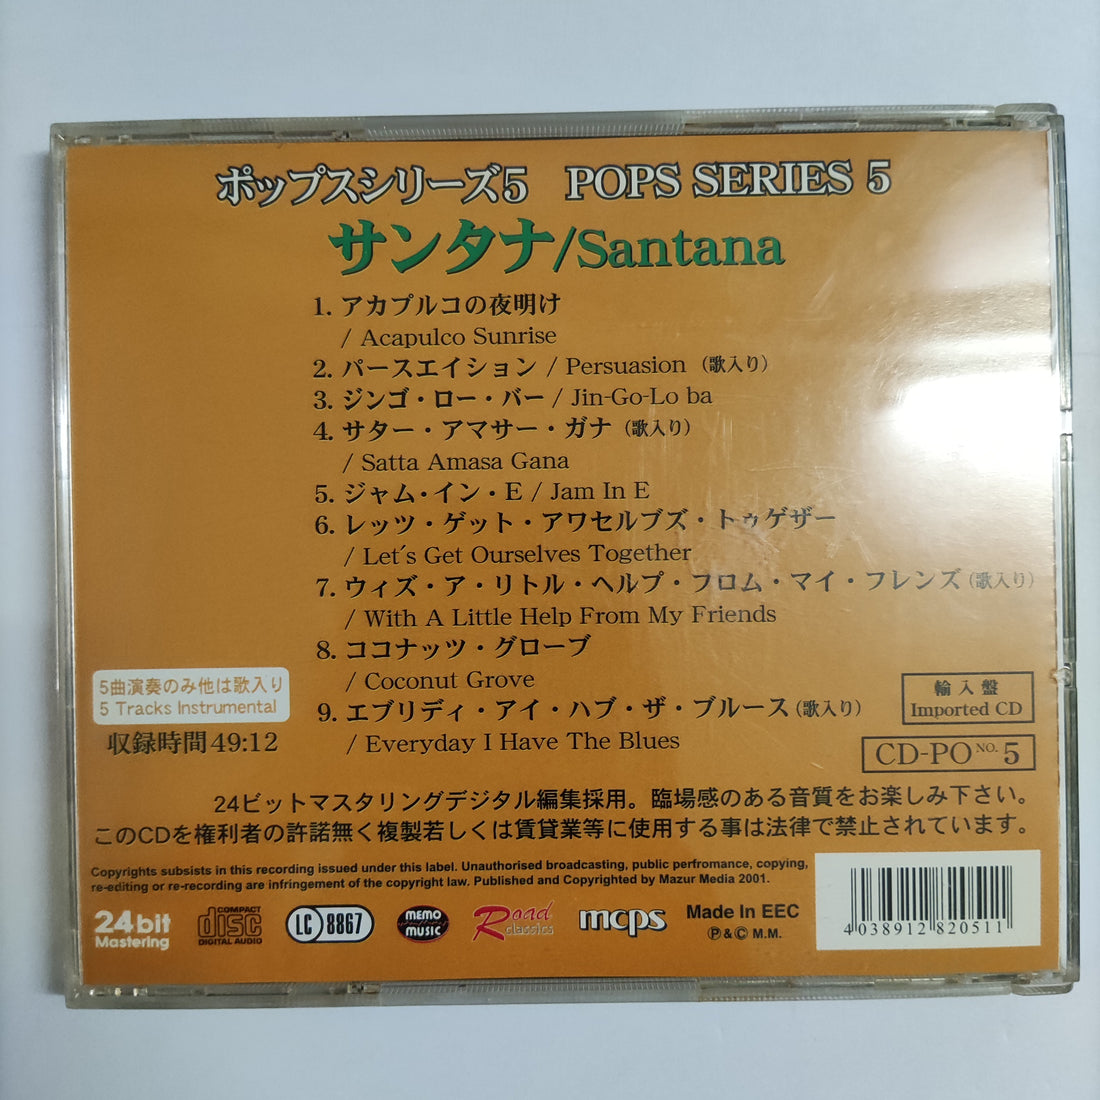 ポップスシリーズ5 POPS SERIES 5
サンタナ/Santana
1. アカプルコの夜明け
/ Acapulco Sunrise
2. パースエイション / Persuasion (歌入り)
3. ジンゴ・ロー・バー / Jin-Go-Lo ba
4. サター・アマサー・ガナ (歌入り)
/ Satta Amasa Gana
5. ジャム・イン・E / Jam In E
6. レッツ・ゲット・アワセルブズ・トゥゲザー
/ Let's Get Ourselves Together
7. ウィズ・ア・リトル・ヘルプ・フロム・マイ・フレンズ (歌入り)
/ With A Little Help From My Friends
8. ココナッツ・グローブ
/ Coconut Grove
9. エブリディ・アイ・ハブ・ザ・ブルース (歌入り)
/ Everyday I Have The Blues
5曲演奏のみ他は歌入り
5 Tracks Instrumental
収録時間49:12
輸入盤
Imported CD
CD-PO NO. 5
24ビットマスタリングデジタル編集採用。臨場感のある音質をお楽しみ下さい。
このCDを権利者の許諾無く複製若しくは賃貸業等に使用する事は法律で禁止されています。
Copyrights subsists in this recording issued under this label. Unauthorised broadcasting, public perfromance, copying,
re-editing or re-recording are infringement of the copyright law. Published and Copyrighted by Mazur Media 2001.
24bit
Mastering
COMPACT
disc
DIGITAL AUDIO
LC 8867
MEMO
MUSIC
Road
classics
mcps
Made In EEC
Ⓟ&Ⓒ M.M.
4 038912 820511